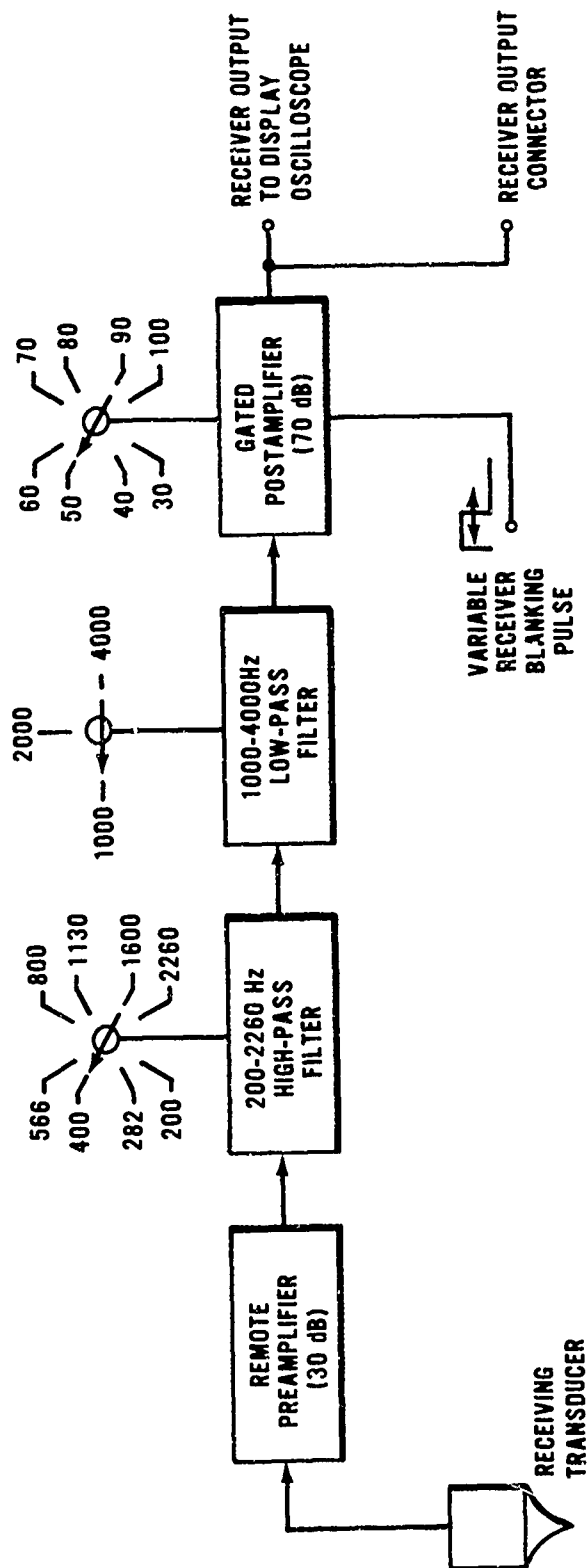 RECEIVING
TRANSDUCER
REMOTE
PREAMPLIFIER
(30 dB)
566
800
400
1130
282
1600
200
2260
200-2260 Hz
HIGH-PASS
FILTER
2000
1000
4000
1000-4000Hz
LOW-PASS
FILTER
60
70
50
80
40
90
30
100
GATED
POSTAMPLIFIER
(70 dB)
VARIABLE
RECEIVER
BLANKING
PULSE
RECEIVER OUTPUT
TO DISPLAY
OSCILLOSCOPE
RECEIVER OUTPUT
CONNECTOR